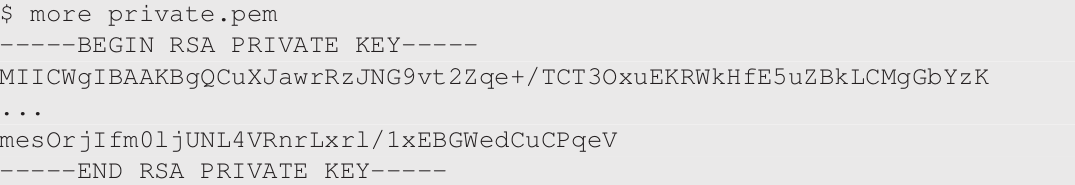 $ more private.pem
-----BEGIN RSA PRIVATE KEY-----
MIICWgIBAAKBgQCuXJawrRzJNG9vt2Zqe+/TCT3OxuEKRWkHfE5uZBkLCMgGbYzK
...
mesOrjIfm0ljUNL4VRnrLxrl/1xEBGWedCuCPqeV
-----END RSA PRIVATE KEY-----